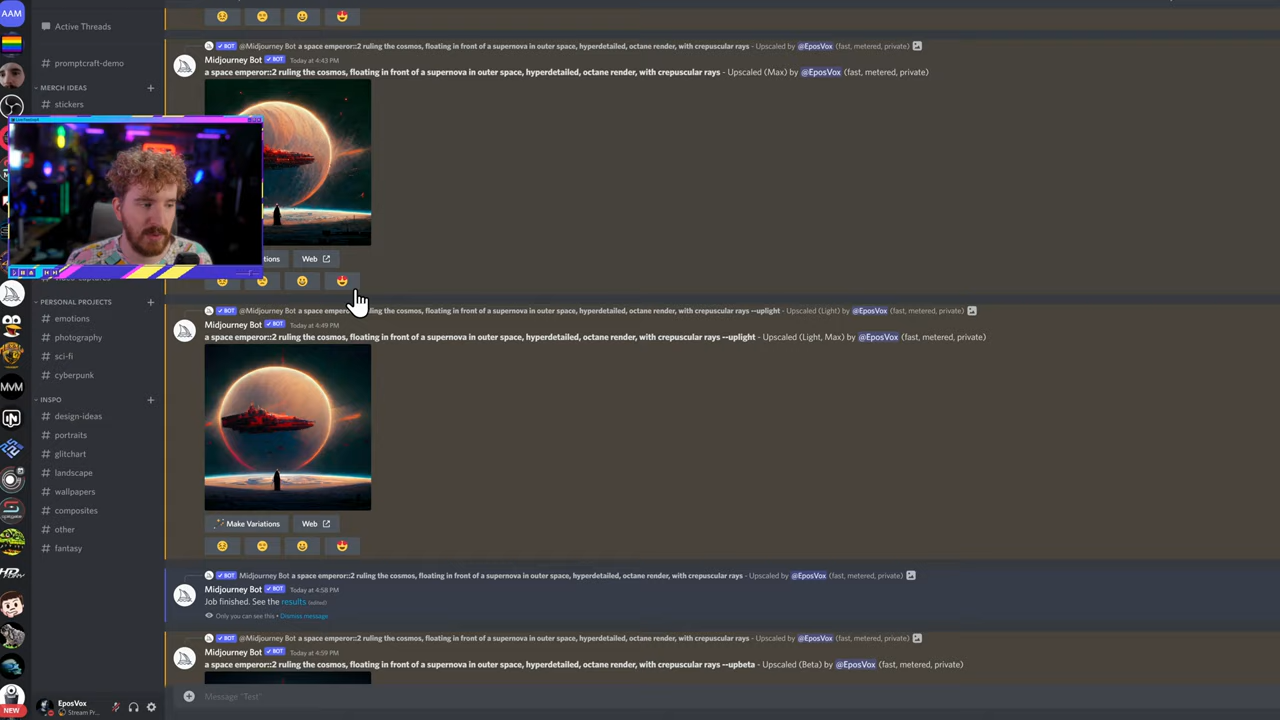 AAM
Active Threads
promptcraft-demo
MERCH IDEAS
stickers
PERSONAL PROJECTS
emotions
photography
sci-fi
cyberpunk
INSPO
design-ideas
portraits
glitchart
landscape
wallpapers
composites
other
fantasy
MVM
NEW
EposVox
Stream Pr...
BOT @Midjourney Bot a space emperor::2 ruling the cosmos, floating in front of a supernova in outer space, hyperdetailed, octane render, with crepuscular rays - Upscaled by @EposVox (fast, metered, private)
Midjourney Bot BOT Today at 4:43 PM
a space emperor::2 ruling the cosmos, floating in front of a supernova in outer space, hyperdetailed, octane render, with crepuscular rays - Upscaled (Max) by @EposVox (fast, metered, private)
Web
BOT @Midjourney Bot ruling the cosmos, floating in front of a supernova in outer space, hyperdetailed, octane render, with crepuscular rays --uplight - Upscaled (Light) by @EposVox (fast, metered, private)
Midjourney Bot BOT Today at 4:49 PM
a space emperor::2 ruling the cosmos, floating in front of a supernova in outer space, hyperdetailed, octane render, with crepuscular rays --uplight - Upscaled (Light, Max) by @EposVox (fast, metered, private)
Make Variations Web
BOT Midjourney Bot a space emperor::2 ruling the cosmos, floating in front of a supernova in outer space, hyperdetailed, octane render, with crepuscular rays - Upscaled by @EposVox (fast, metered, private)
Midjourney Bot BOT Today at 4:58 PM
Job finished. See the results (edited)
Only you can see this • Dismiss message
BOT @Midjourney Bot a space emperor::2 ruling the cosmos, floating in front of a supernova in outer space, hyperdetailed, octane render, with crepuscular rays - Upscaled by @EposVox (fast, metered, private)
Midjourney Bot BOT Today at 4:59 PM
a space emperor::2 ruling the cosmos, floating in front of a supernova in outer space, hyperdetailed, octane render, with crepuscular rays --upbeta - Upscaled (Beta) by @EposVox (fast, metered, private)
Message "Test"